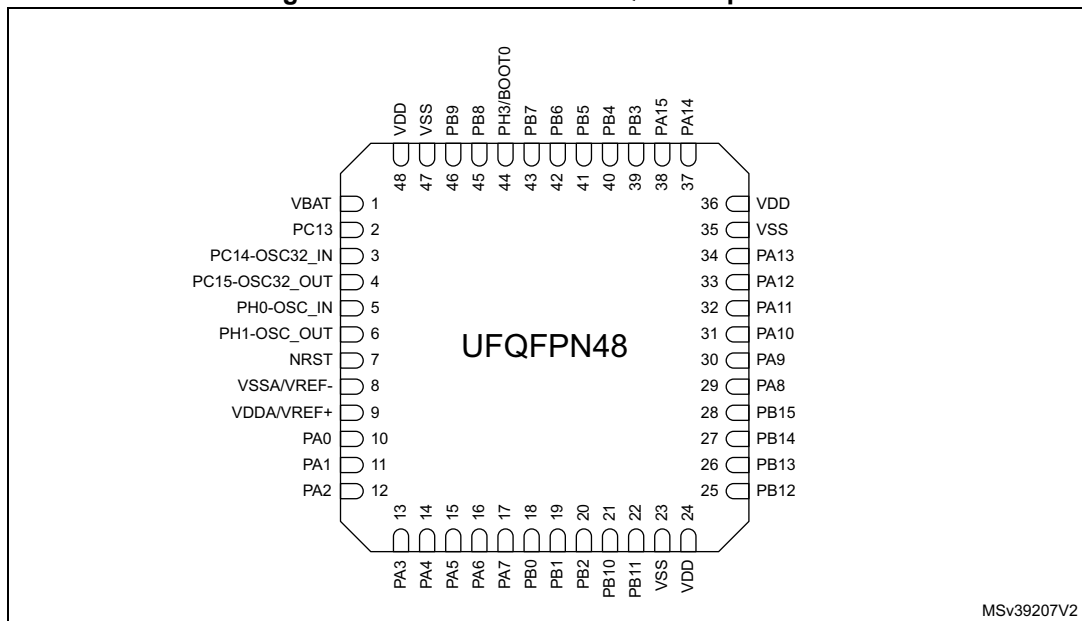 VDD VSS PB9 PB8 PH3/BOOT0 PB7 PB6 PB5 PB4 PB3 PA15 PA14
48 47 46 45 44 43 42 41 40 39 38 37
VBAT 1 36 VDD
PC13 2 35 VSS
PC14-OSC32_IN 3 34 PA13
PC15-OSC32_OUT 4 33 PA12
PH0-OSC_IN 5 32 PA11
PH1-OSC_OUT 6 31 PA10
UFQFPN48
NRST 7 30 PA9
VSSA/VREF- 8 29 PA8
VDDA/VREF+ 9 28 PB15
PA0 10 27 PB14
PA1 11 26 PB13
PA2 12 25 PB12
13 14 15 16 17 18 19 20 21 22 23 24
PA3 PA4 PA5 PA6 PA7 PB0 PB1 PB2 PB10 PB11 VSS VDD
MSv39207V2